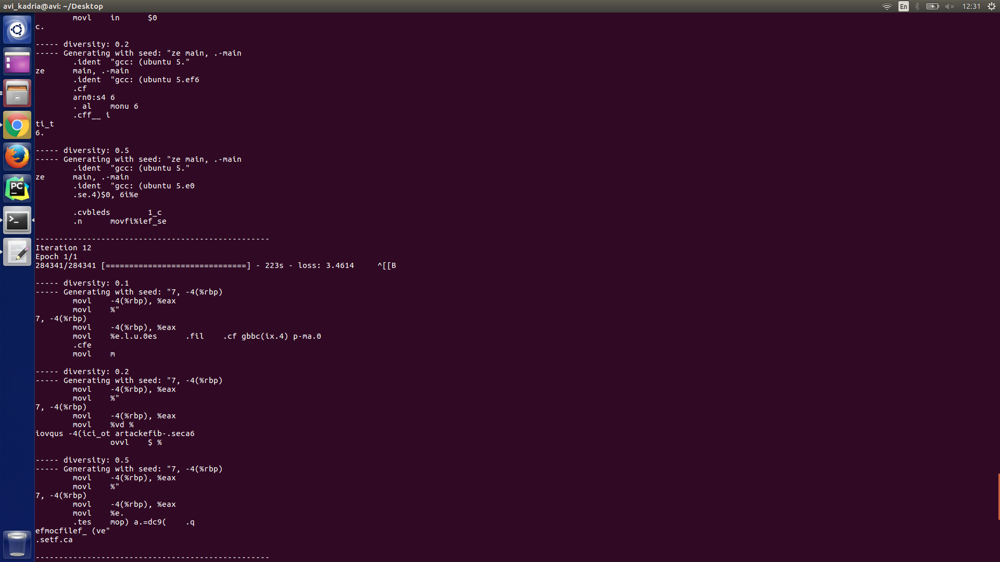 avi_kadria@avi: ~/Desktop
En
12:31
movl    in      $0
c.
----- diversity: 0.2
----- Generating with seed: "ze main, .-main
        .ident  "gcc: (ubuntu 5."
ze      main, .-main
        .ident  "gcc: (ubuntu 5.ef6
        .cf
        arn0:s4 6
        . al    monu 6
        .cff__ i
ti_t
6.
----- diversity: 0.5
----- Generating with seed: "ze main, .-main
        .ident  "gcc: (ubuntu 5."
ze      main, .-main
        .ident  "gcc: (ubuntu 5.e0
        .se.4)$0, 6i%e
        .cvbleds        1_c
        .n      movfi%ief_se
--------------------------------------------------
Iteration 12
Epoch 1/1
284341/284341 [==============================] - 223s - loss: 3.4614     ^[[B
----- diversity: 0.1
----- Generating with seed: "7, -4(%rbp)
        movl    -4(%rbp), %eax
        movl    %"
7, -4(%rbp)
        movl    -4(%rbp), %eax
        movl    %e.l.u.0es      .fil    .cf gbbc(ix.4) p-ma.0
        .cfe
        movl    m
----- diversity: 0.2
----- Generating with seed: "7, -4(%rbp)
        movl    -4(%rbp), %eax
        movl    %"
7, -4(%rbp)
        movl    -4(%rbp), %eax
        movl    %vd %
iovqus -4(ici_ot artackefib-.seca6
                ovvl    $ %
----- diversity: 0.5
----- Generating with seed: "7, -4(%rbp)
        movl    -4(%rbp), %eax
        movl    %"
7, -4(%rbp)
        movl    -4(%rbp), %eax
        movl    %e.
        .tes    mop) a.=dc9(    .q
efmocfilef_ (ve"
.setf.ca
--------------------------------------------------
PC